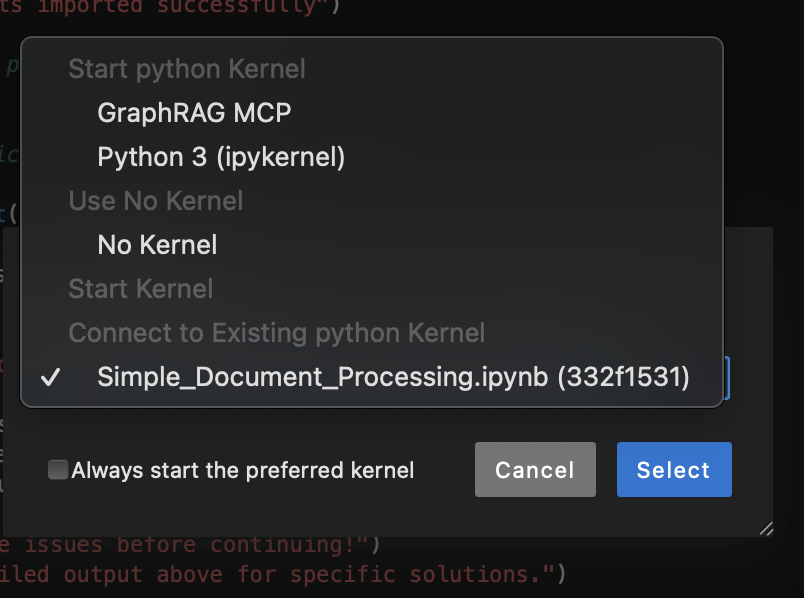 ts imported successfully")
p
ic
t(
Start python Kernel
GraphRAG MCP
Python 3 (ipykernel)
Use No Kernel
No Kernel
Start Kernel
Connect to Existing python Kernel
✓ Simple_Document_Processing.ipynb (332f1531)
Always start the preferred kernel
Cancel
Select
e issues before continuing!")
iled output above for specific solutions.")